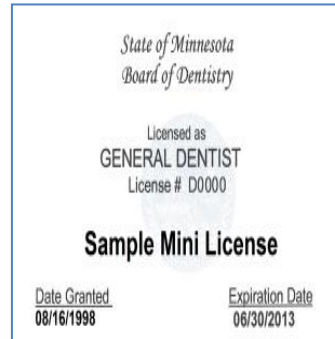 State of Minnesota
Board of Dentistry
Licensed as
GENERAL DENTIST
License # D0000
Sample Mini License
Date Granted Expiration Date
08/16/1998 06/30/2013